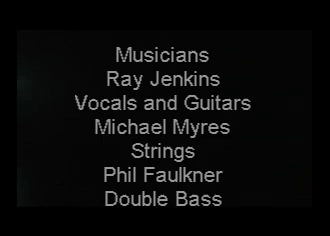 Musicians
Ray Jenkins
Vocals and Guitars
Michael Myres
Strings
Phil Faulkner
Double Bass